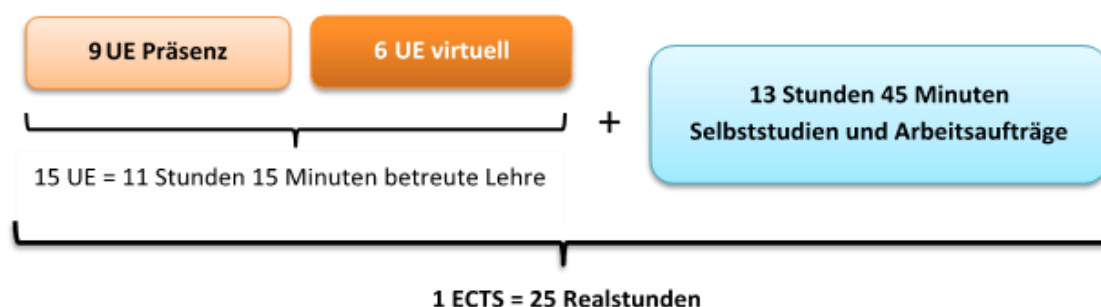 9 UE Präsenz
6 UE virtuell
+
13 Stunden 45 Minuten
Selbststudien und Arbeitsaufträge
15 UE = 11 Stunden 15 Minuten betreute Lehre
1 ECTS = 25 Realstunden